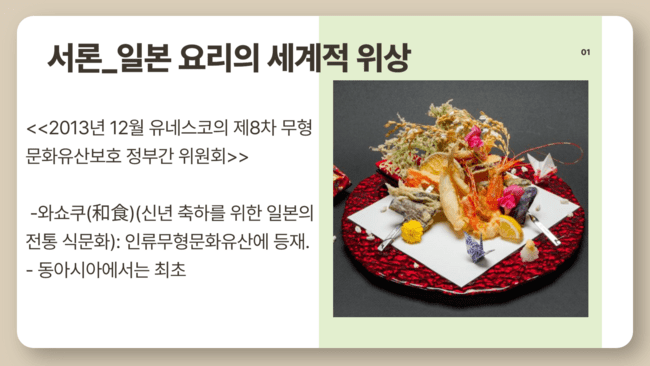 서론_일본 요리의 세계적 위상
01
<<2013년 12월 유네스코의 제8차 무형
문화유산보호 정부간 위원회>>
-와쇼쿠(和食)(신년 축하를 위한 일본의
전통 식문화): 인류무형문화유산에 등재.
- 동아시아에서는 최초